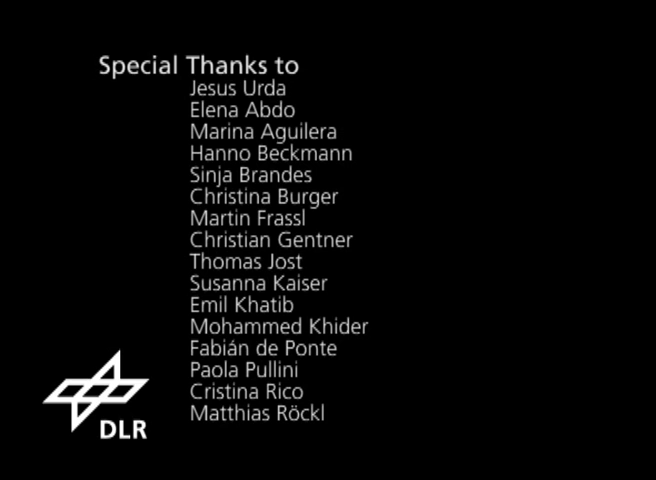 Special Thanks to
Jesus Urda
Elena Abdo
Marina Aguilera
Hanno Beckmann
Sinja Brandes
Christina Burger
Martin Frassl
Christian Gentner
Thomas Jost
Susanna Kaiser
Emil Khatib
Mohammed Khider
Fabián de Ponte
Paola Pullini
Cristina Rico
Matthias Röckl
DLR